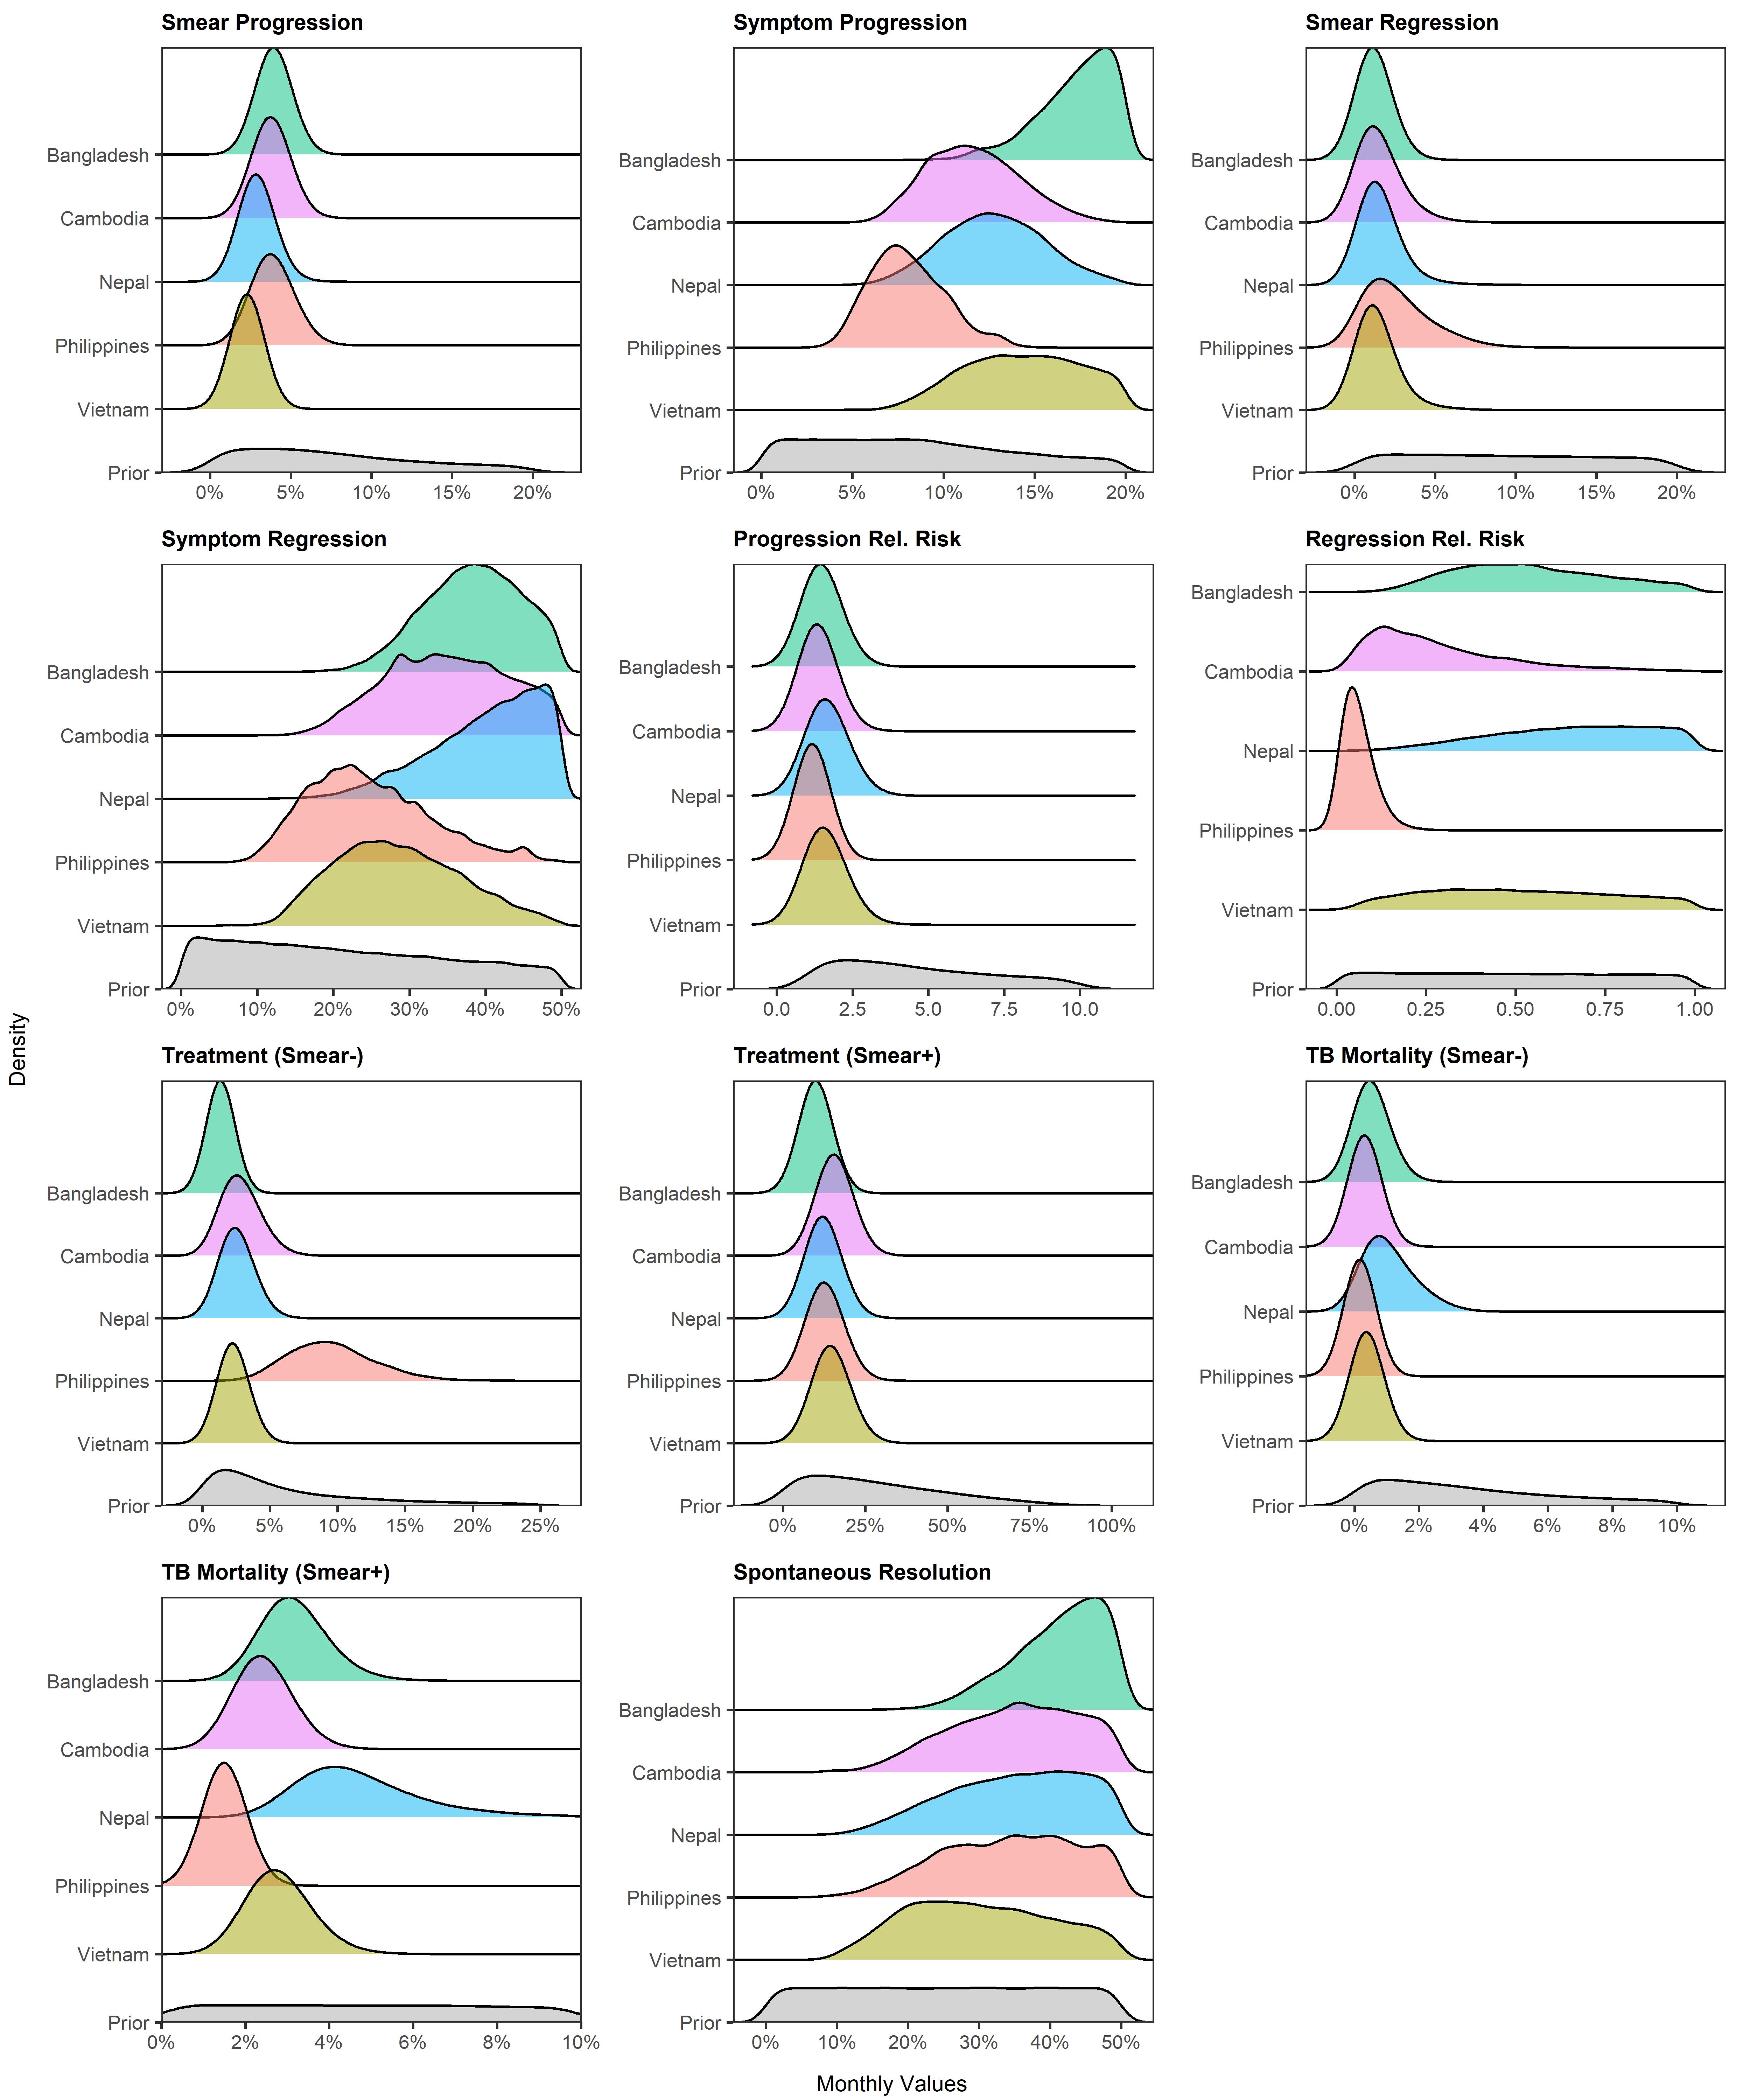 Smear Progression
Bangladesh
Cambodia
Nepal
Philippines
Vietnam
Prior
0% 5% 10% 15% 20%
Symptom Progression
Bangladesh
Cambodia
Nepal
Philippines
Vietnam
Prior
0% 5% 10% 15% 20%
Smear Regression
Bangladesh
Cambodia
Nepal
Philippines
Vietnam
Prior
0% 5% 10% 15% 20%
Symptom Regression
Bangladesh
Cambodia
Nepal
Philippines
Vietnam
Prior
0% 10% 20% 30% 40% 50%
Progression Rel. Risk
Bangladesh
Cambodia
Nepal
Philippines
Vietnam
Prior
0.0 2.5 5.0 7.5 10.0
Regression Rel. Risk
Bangladesh
Cambodia
Nepal
Philippines
Vietnam
Prior
0.00 0.25 0.50 0.75 1.00
Density
Treatment (Smear-)
Bangladesh
Cambodia
Nepal
Philippines
Vietnam
Prior
0% 5% 10% 15% 20% 25%
Treatment (Smear+)
Bangladesh
Cambodia
Nepal
Philippines
Vietnam
Prior
0% 25% 50% 75% 100%
TB Mortality (Smear-)
Bangladesh
Cambodia
Nepal
Philippines
Vietnam
Prior
0% 2% 4% 6% 8% 10%
TB Mortality (Smear+)
Bangladesh
Cambodia
Nepal
Philippines
Vietnam
Prior
0% 2% 4% 6% 8% 10%
Spontaneous Resolution
Bangladesh
Cambodia
Nepal
Philippines
Vietnam
Prior
0% 10% 20% 30% 40% 50%
Monthly Values